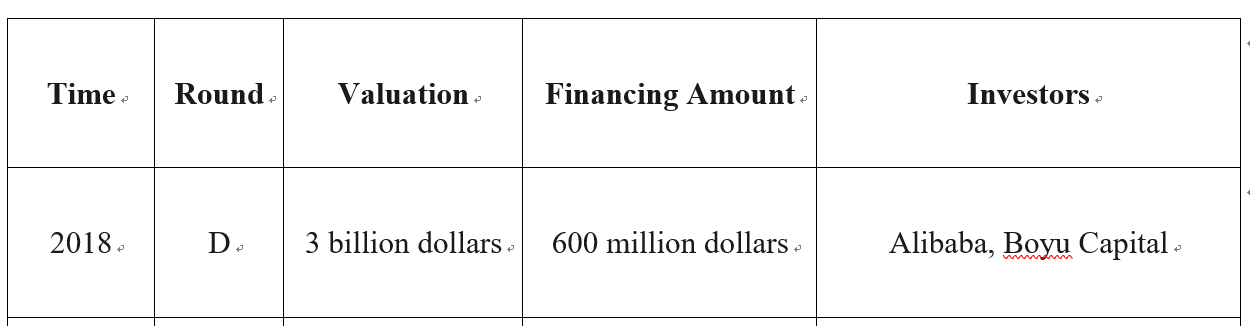 Time Round Valuation Financing Amount Investors
2018 D 3 billion dollars 600 million dollars Alibaba, Boyu Capital